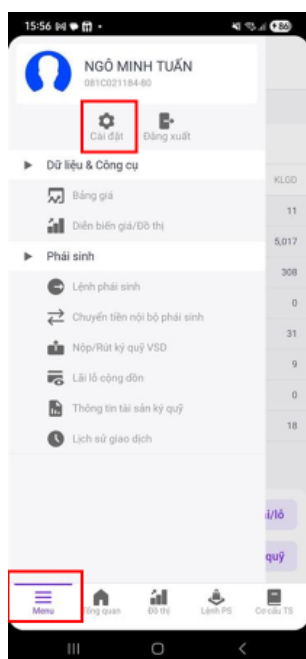 15:56
86
NGÔ MINH TUẤN
081C021184-80
Cài đặt
Đăng xuất
Dữ liệu & Công cụ
KLGD
Bảng giá
11
Diễn biến giá/Đồ thị
5,017
Phái sinh
308
Lệnh phái sinh
0
Chuyển tiền nội bộ phái sinh
31
Nộp/Rút ký quỹ VSD
9
Lãi lỗ cộng dồn
0
Thông tin tài sản ký quỹ
18
Lịch sử giao dịch
i/lỗ
quỹ
Menu
Tổng quan
Đồ thị
Lệnh PS
Cơ cấu TS